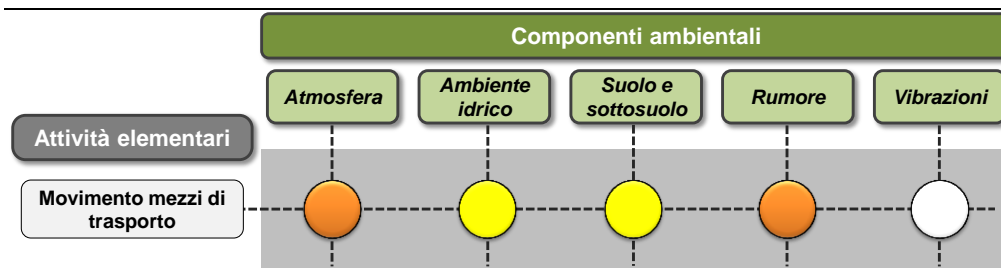 Componenti ambientali
Atmosfera
Ambiente
idrico
Suolo e
sottosuolo
Rumore
Vibrazioni
Attività elementari
Movimento mezzi di
trasporto